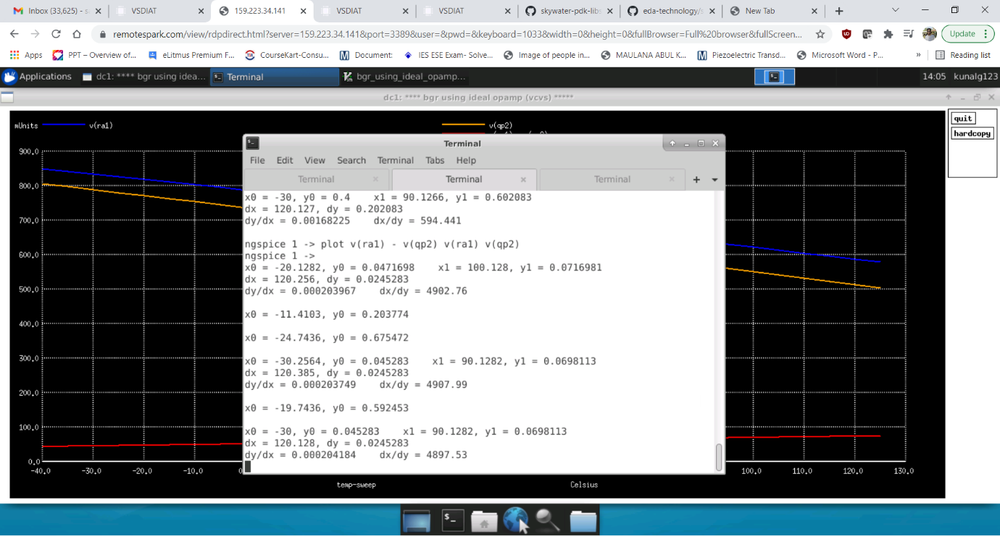 Inbox (33,625) - s
VSDIAT
159.223.34.141
VSDIAT
VSDIAT
skywater-pdk-libs
eda-technology/s
New Tab
remotespark.com/view/rdpdirect.html?server=159.223.34.141&port=3389&user=&pwd=&keyboard=1033&width=0&height=0&fullBrowser=Full%20browser&fullScreen...
Update
Apps
PPT – Overview of...
eLitmus Premium F...
CourseKart-Consu...
Document:
IES ESE Exam- Solve...
Image of people in...
MAULANA ABUL K...
Piezoelectric Transd...
Microsoft Word - P...
»
Reading list
Applications
dc1: **** bgr using idea...
Terminal
bgr_using_ideal_opamp...
14:05 kunalg123
dc1: **** bgr using ideal opamp (vcvs) *****
quit
hardcopy
mUnits
v(ra1)
v(qp2)
Terminal
File Edit View Search Terminal Tabs Help
Terminal
Terminal
Terminal
x0 = -30, y0 = 0.4    x1 = 90.1266, y1 = 0.602083
dx = 120.127, dy = 0.202083
dy/dx = 0.00168225    dx/dy = 594.441
ngspice 1 -> plot v(ra1) - v(qp2) v(ra1) v(qp2)
ngspice 1 ->
x0 = -20.1282, y0 = 0.0471698    x1 = 100.128, y1 = 0.0716981
dx = 120.256, dy = 0.0245283
dy/dx = 0.000203967    dx/dy = 4902.76
x0 = -11.4103, y0 = 0.203774
x0 = -24.7436, y0 = 0.675472
x0 = -30.2564, y0 = 0.045283    x1 = 90.1282, y1 = 0.0698113
dx = 120.385, dy = 0.0245283
dy/dx = 0.000203749    dx/dy = 4907.99
x0 = -19.7436, y0 = 0.592453
x0 = -30, y0 = 0.045283    x1 = 90.1282, y1 = 0.0698113
dx = 120.128, dy = 0.0245283
dy/dx = 0.000204184    dx/dy = 4897.53
900.0
800.0
700.0
600.0
500.0
400.0
300.0
200.0
100.0
0.0
-40.0 -30.0 -20.0 -10.0 100.0 110.0 120.0 130.0
temp-sweep
Celsius